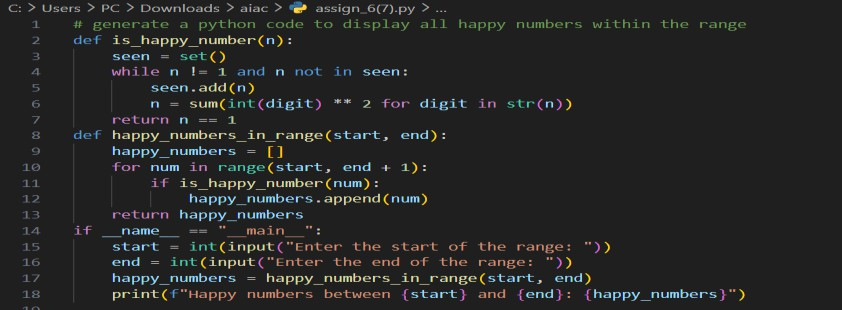 C: > Users > PC > Downloads > aiac > assign_6(7).py > ...
1 # generate a python code to display all happy numbers within the range
2 def is_happy_number(n):
3     seen = set()
4     while n != 1 and n not in seen:
5         seen.add(n)
6         n = sum(int(digit) ** 2 for digit in str(n))
7     return n == 1
8 def happy_numbers_in_range(start, end):
9     happy_numbers = []
10     for num in range(start, end + 1):
11         if is_happy_number(num):
12             happy_numbers.append(num)
13     return happy_numbers
14 if __name__ == "__main__":
15     start = int(input("Enter the start of the range: "))
16     end = int(input("Enter the end of the range: "))
17     happy_numbers = happy_numbers_in_range(start, end)
18     print(f"Happy numbers between {start} and {end}: {happy_numbers}")